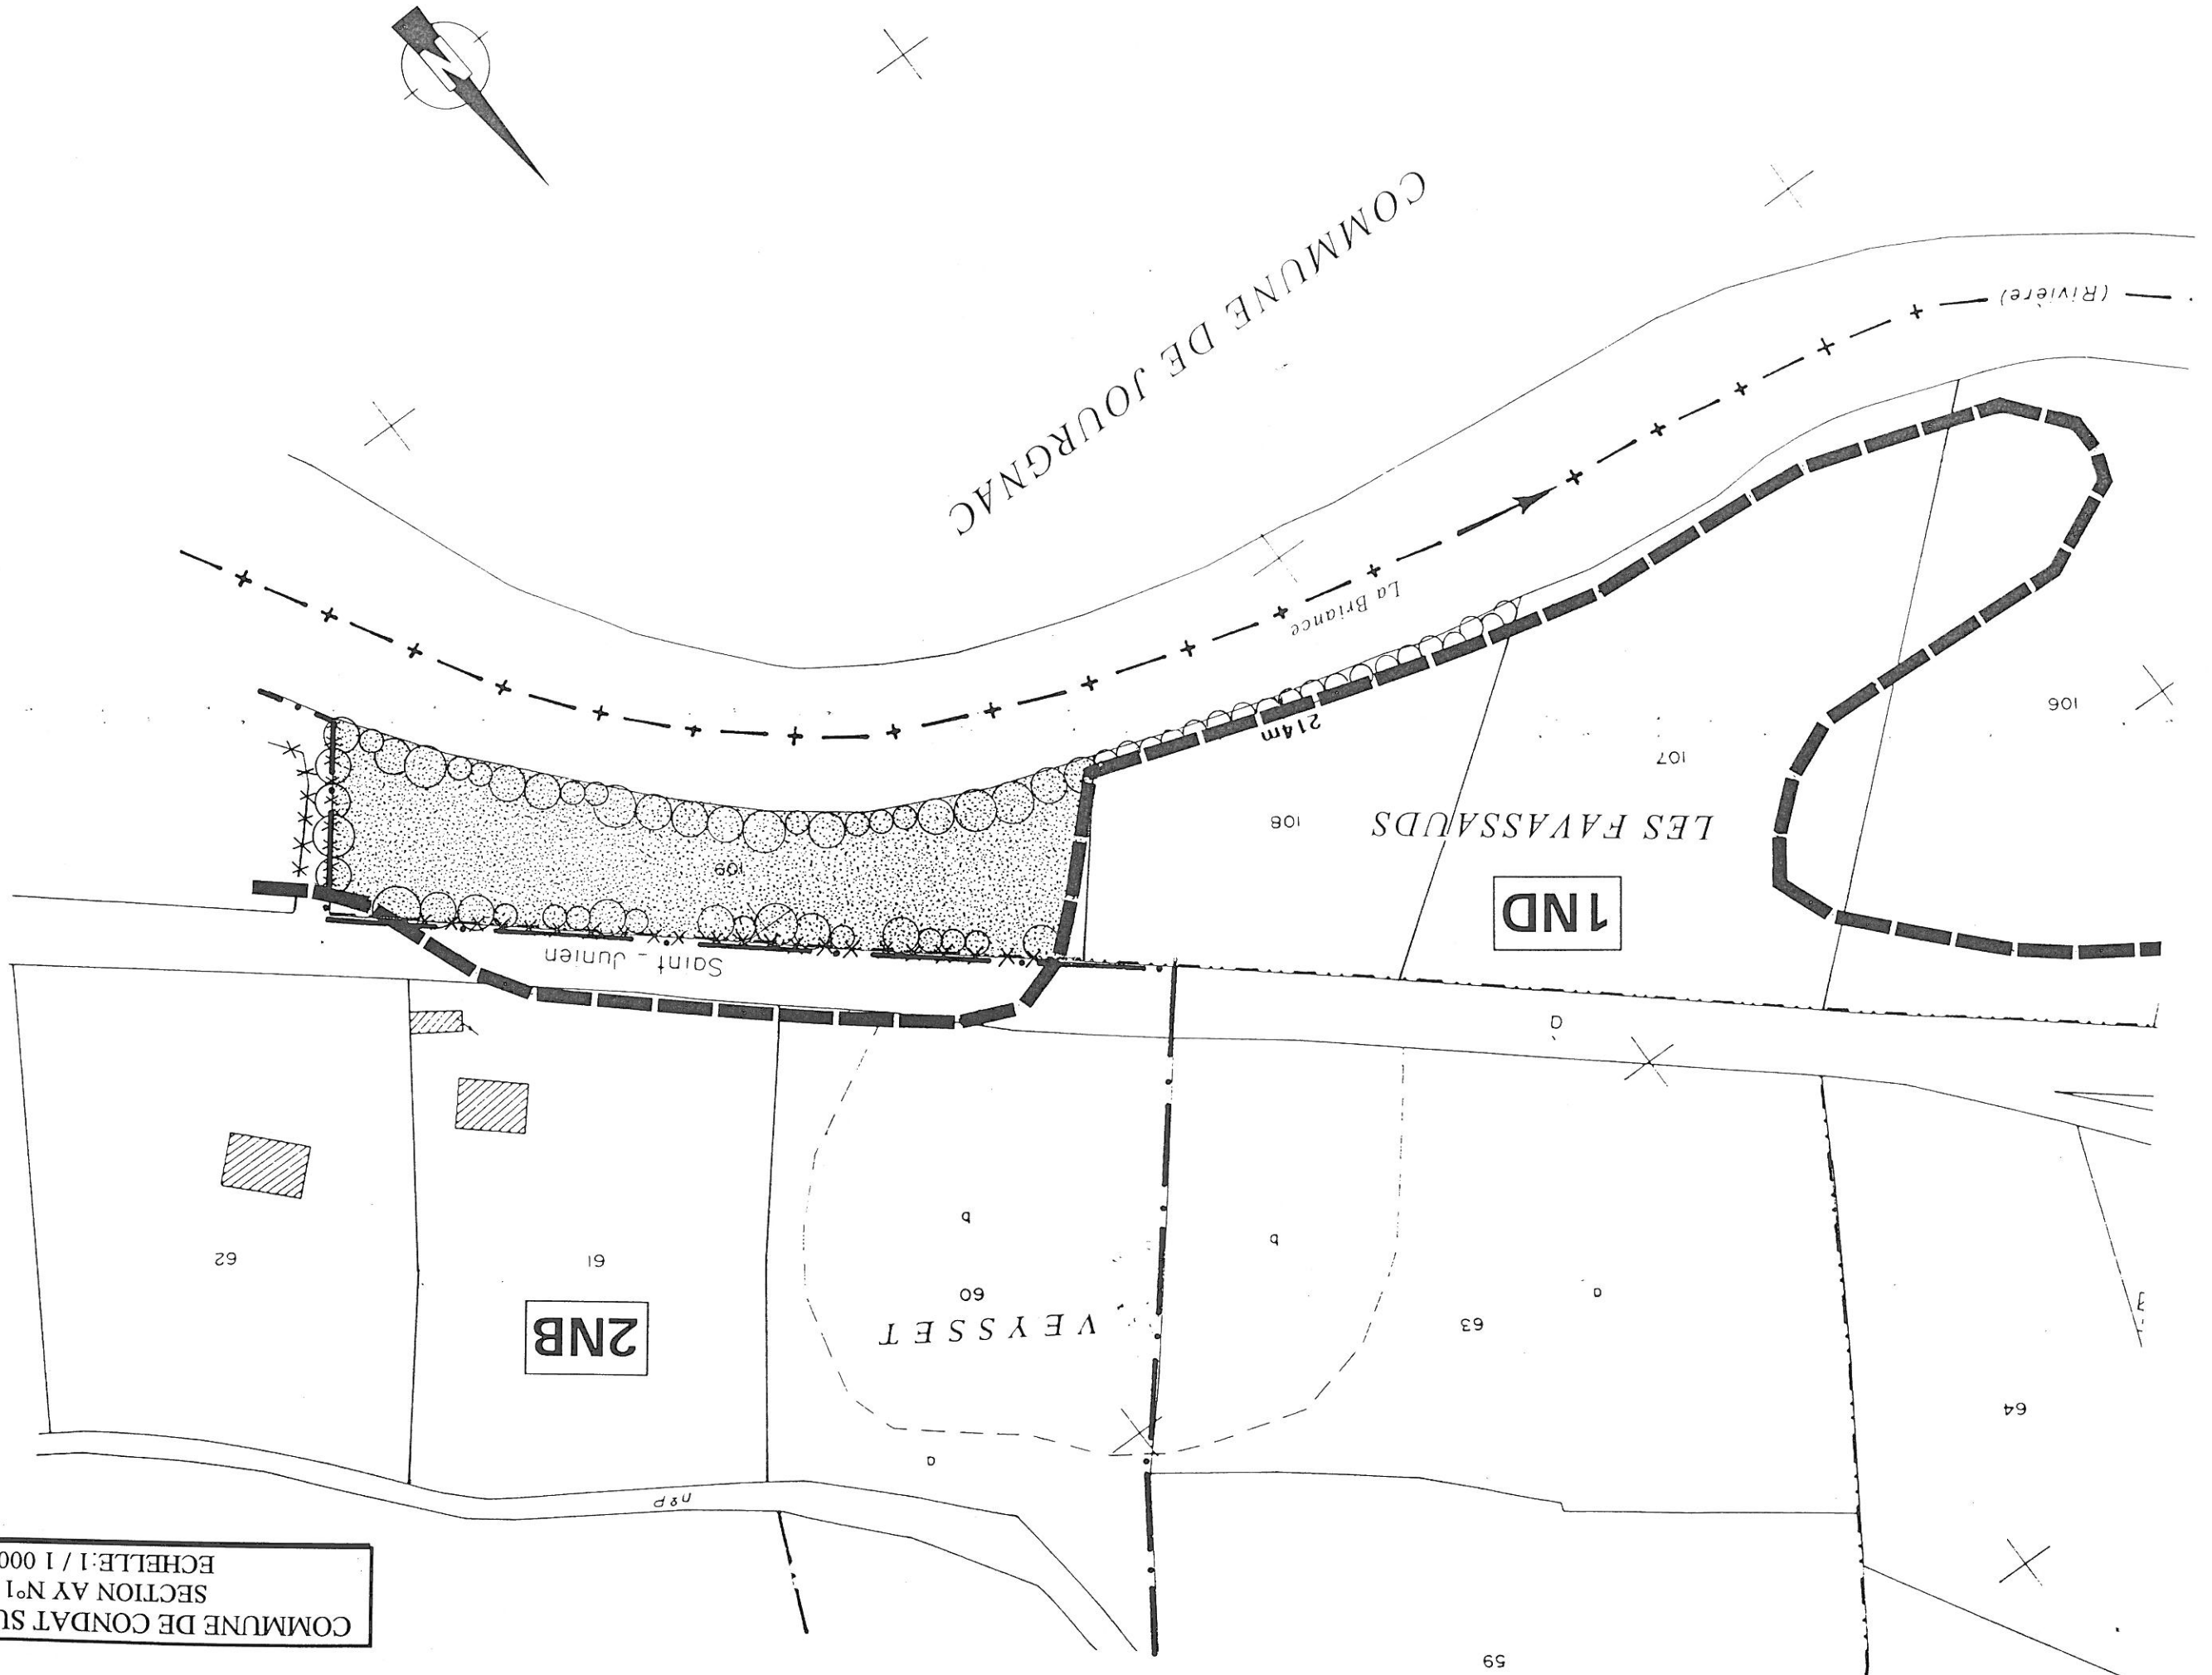 COMMUNE DE CONDAT SU
SECTION AY N°1
ECHELLE: 1 / 1 000
59
n°8 P
64
a
63
a
VEYSSET
60
b
b
2NB
61
62
a
Saint - Junien
1ND
LES FAVASSAUDS
106
107
108
109
214m
La Briance
(Rivière)
COMMUNE DE JOURGNAC
N